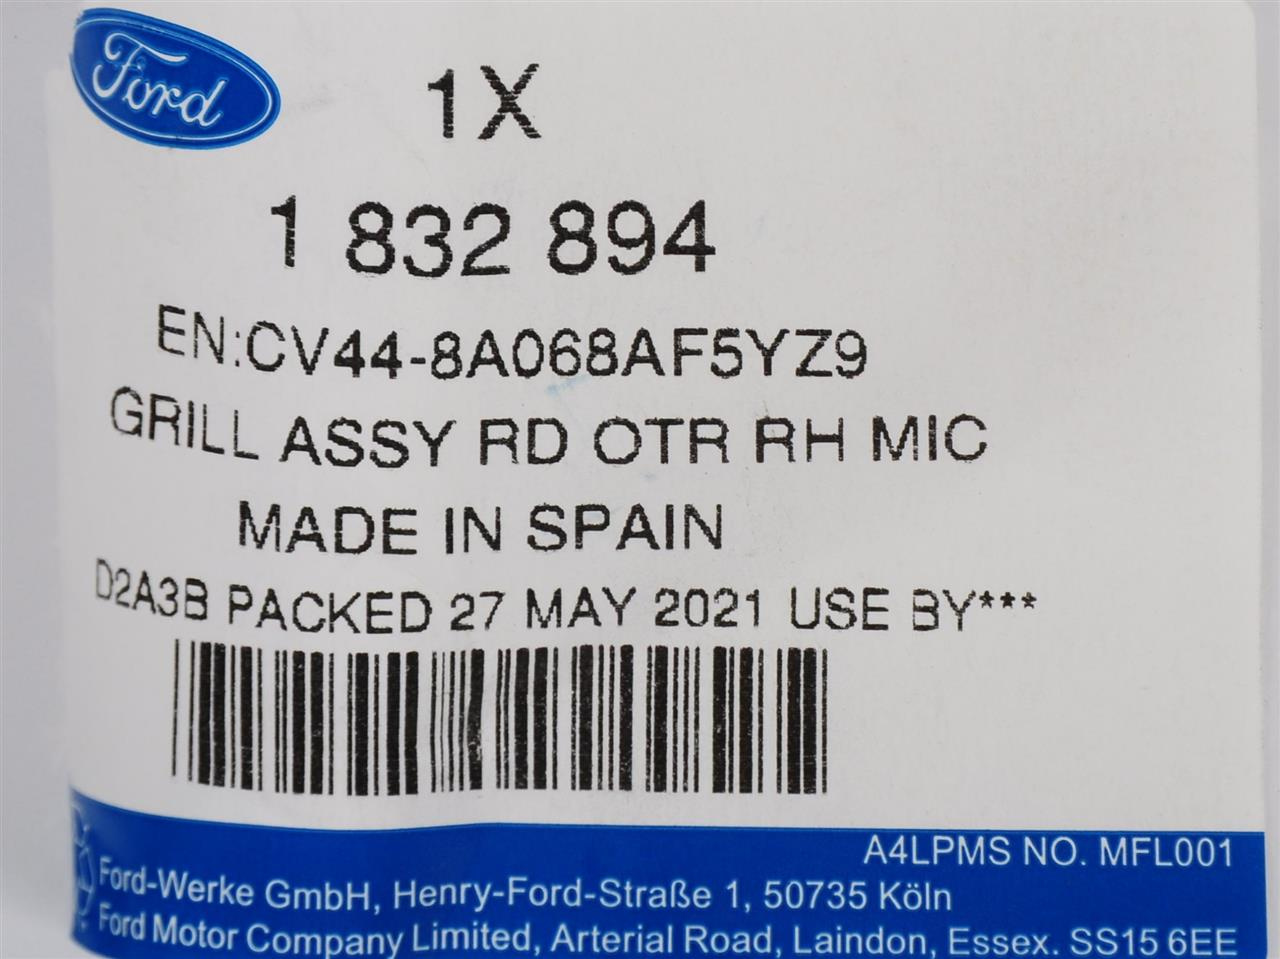 Ford
1X
1 832 894
EN:CV44-8A068AF5YZ9
GRILL ASSY RD OTR RH MIC
MADE IN SPAIN
D2A3B PACKED 27 MAY 2021 USE BY***
A4LPMS NO. MFL001
Ford-Werke GmbH, Henry-Ford-Straße 1, 50735 Köln
Ford Motor Company Limited, Arterial Road, Laindon, Essex. SS15 6EE